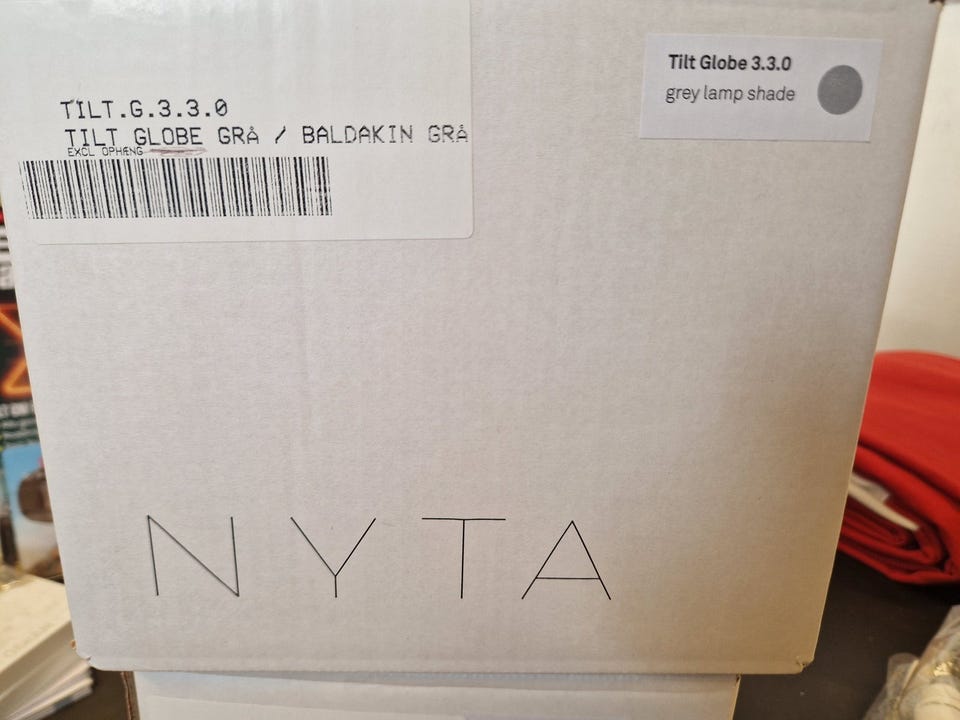 TILT.G.3.3.0
TILT GLOBE GRÅ / BALDAKIN GRÅ
EXCL OPHÆNG
Tilt Globe 3.3.0
grey lamp shade
NYTA